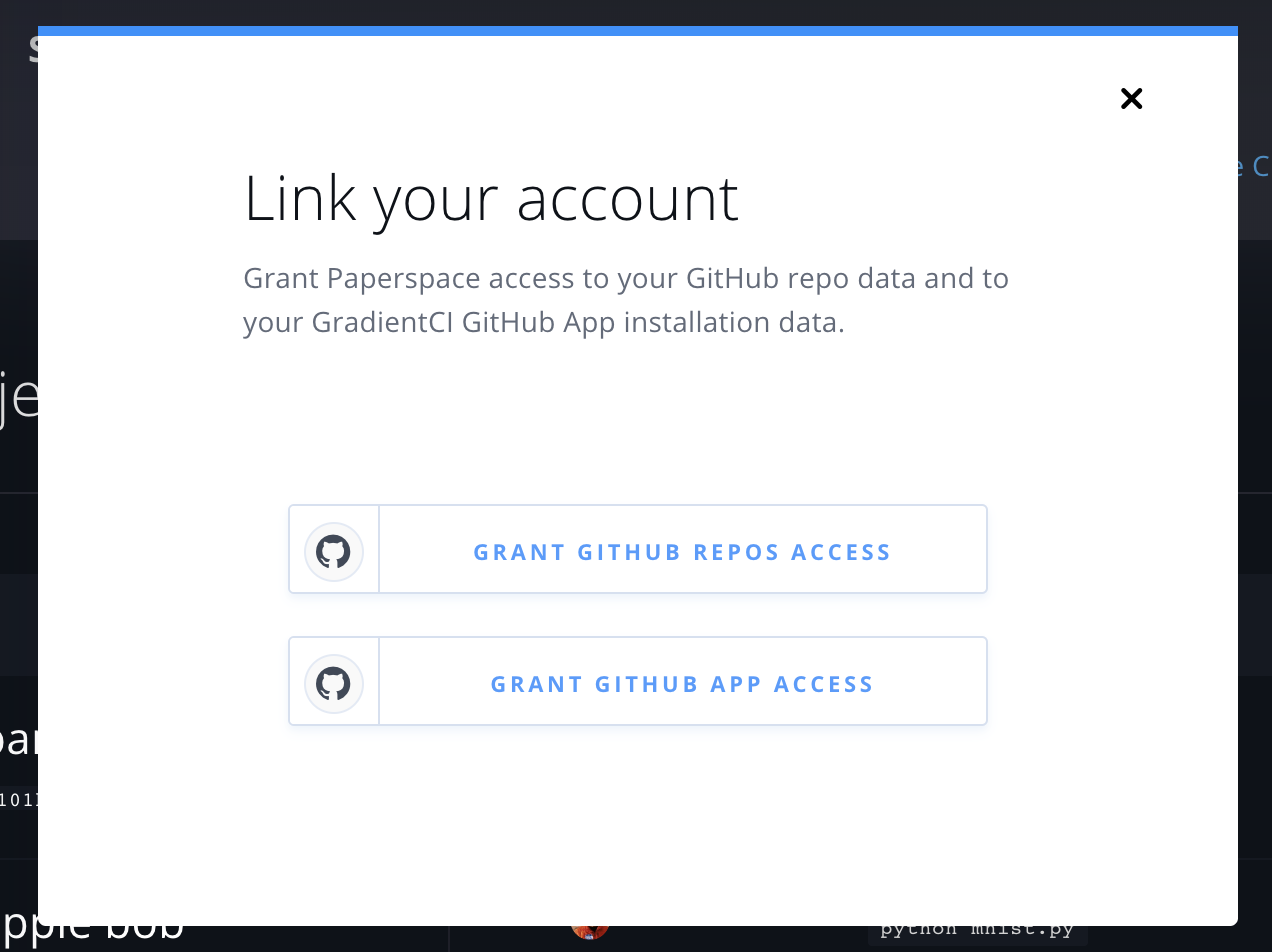 Link your account
Grant Paperspace access to your GitHub repo data and to
your GradientCI GitHub App installation data.
GRANT GITHUB REPOS ACCESS
GRANT GITHUB APP ACCESS
bob
python mnist.py